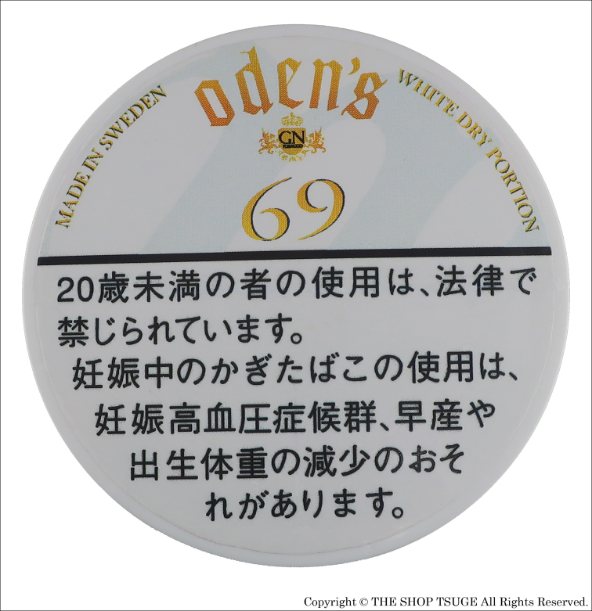 oden's
MADE IN SWEDEN
WHITE DRY PORTION
GN
69
20歳未満の者の使用は、法律で
禁じられています。
妊娠中のかぎたばこの使用は、
妊娠高血圧症候群、早産や
出生体重の減少のおそ
れがあります。
Copyright © THE SHOP TSUGE All Rights Reserved.